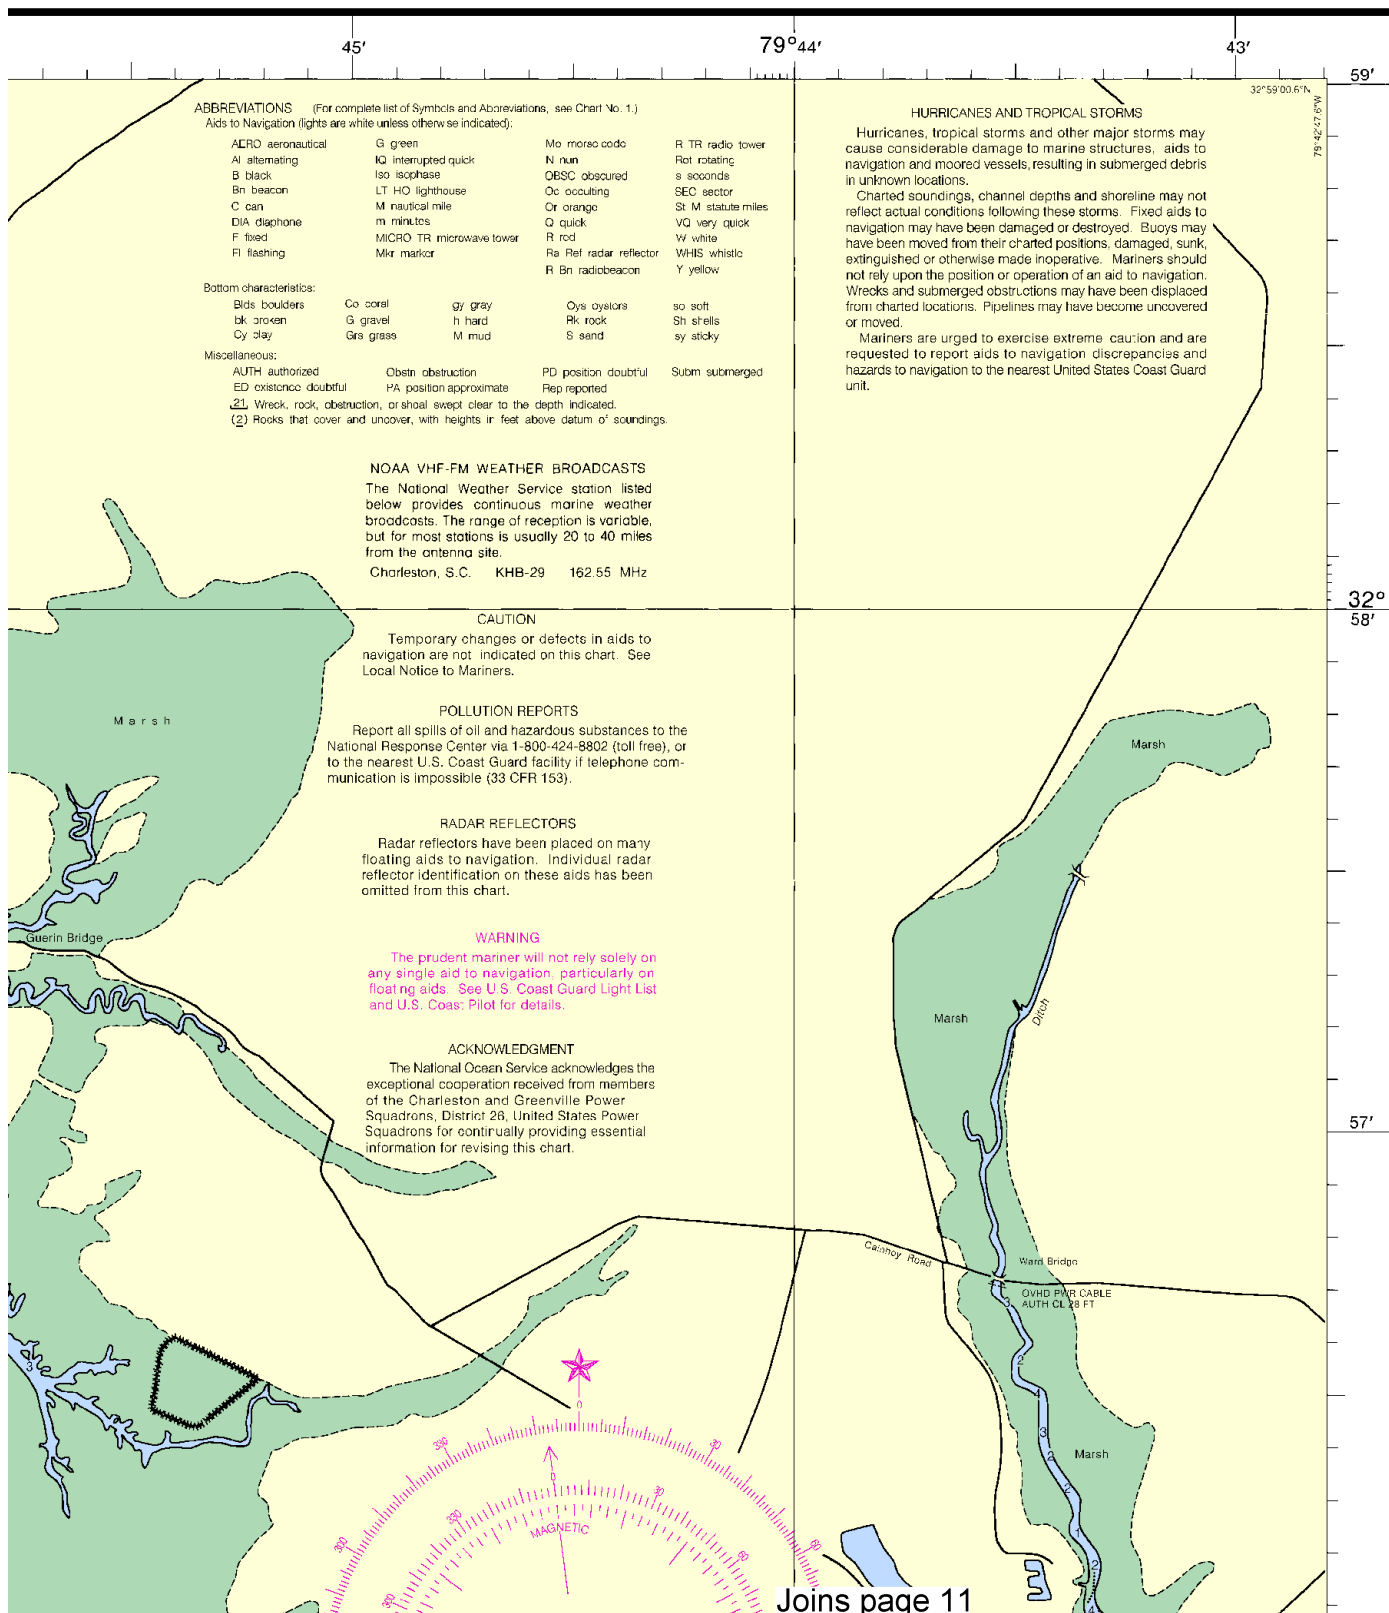 45′
79°44′
43′
59′
32°59′00.6″N
79°42′47.6″W
ABBREVIATIONS (For complete list of Symbols and Abbreviations, see Chart No. 1.)
Aids to Navigation (lights are white unless otherwise indicated):
AERO aeronautical G green Mo morse code R TR radio tower
Al alternating IQ interrupted quick N nun Rot rotating
B black Iso isophase OBSC obscured s seconds
Bn beacon LT HO lighthouse Oc occulting SEC sector
C can M nautical mile Or orange St M statute miles
DIA diaphone m minutes Q quick VQ very quick
F fixed MICRO TR microwave tower R red W white
Fl flashing Mkr marker Ra Ref radar reflector WHIS whistle
R Bn radiobeacon Y yellow
Bottom characteristics:
Blds boulders Co coral gy gray Oys oysters so soft
bk broken G gravel h hard Rk rock Sh shells
Cy clay Grs grass M mud S sand sy sticky
Miscellaneous:
AUTH authorized Obstn obstruction PD position doubtful Subm submerged
ED existence doubtful PA position approximate Rep reported
21, Wreck, rock, obstruction, or shoal swept clear to the depth indicated.
(2) Rocks that cover and uncover, with heights in feet above datum of soundings.
HURRICANES AND TROPICAL STORMS
Hurricanes, tropical storms and other major storms may
cause considerable damage to marine structures, aids to
navigation and moored vessels, resulting in submerged debris
in unknown locations.
Charted soundings, channel depths and shoreline may not
reflect actual conditions following these storms. Fixed aids to
navigation may have been damaged or destroyed. Buoys may
have been moved from their charted positions, damaged, sunk,
extinguished or otherwise made inoperative. Mariners should
not rely upon the position or operation of an aid to navigation.
Wrecks and submerged obstructions may have been displaced
from charted locations. Pipelines may have become uncovered
or moved.
Mariners are urged to exercise extreme caution and are
requested to report aids to navigation discrepancies and
hazards to navigation to the nearest United States Coast Guard
unit.
NOAA VHF-FM WEATHER BROADCASTS
The National Weather Service station listed
below provides continuous marine weather
broadcasts. The range of reception is variable,
but for most stations is usually 20 to 40 miles
from the antenna site.
Charleston, S.C. KHB-29 162.55 MHz
32°
58′
CAUTION
Temporary changes or defects in aids to
navigation are not indicated on this chart. See
Local Notice to Mariners.
POLLUTION REPORTS
Report all spills of oil and hazardous substances to the
National Response Center via 1-800-424-8802 (toll free), or
to the nearest U.S. Coast Guard facility if telephone com-
munication is impossible (33 CFR 153).
Marsh
Marsh
RADAR REFLECTORS
Radar reflectors have been placed on many
floating aids to navigation. Individual radar
reflector identification on these aids has been
omitted from this chart.
Guerin Bridge
WARNING
The prudent mariner will not rely solely on
any single aid to navigation, particularly on
floating aids. See U.S. Coast Guard Light List
and U.S. Coast Pilot for details.
Marsh
Ditch
ACKNOWLEDGMENT
The National Ocean Service acknowledges the
exceptional cooperation received from members
of the Charleston and Greenville Power
Squadrons, District 26, United States Power
Squadrons for continually providing essential
information for revising this chart.
57′
Cainhoy Road
Ward Bridge
OVHD PWR CABLE
AUTH CL 28 FT
3
3
2
4
3
2
Marsh
2
1
2
4
0
330
30
300
60
0
330
30
300
60
MAGNETIC
Joins page 11